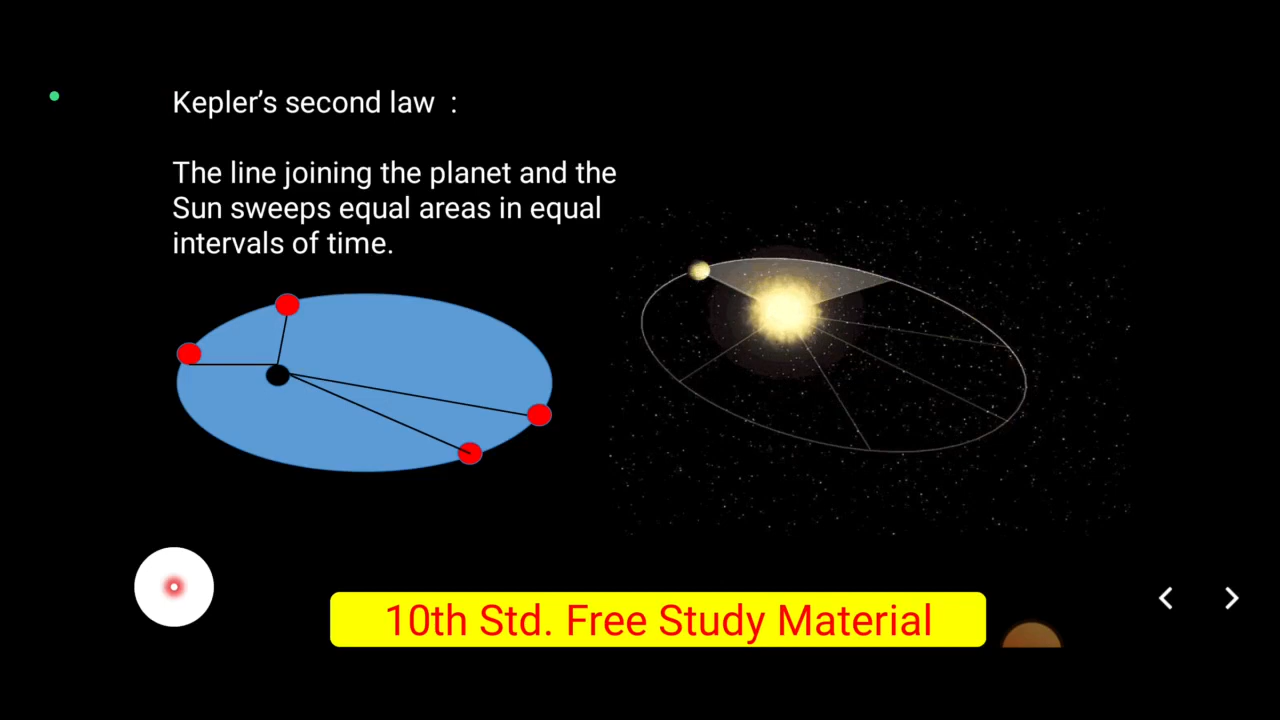 Kepler’s second law  :
The line joining the planet and the
Sun sweeps equal areas in equal
intervals of time.
10th Std. Free Study Material